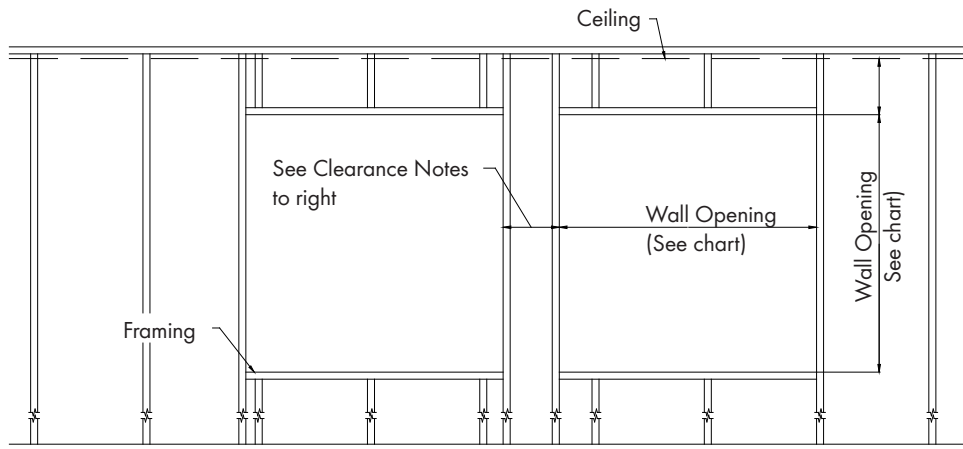 Ceiling
See Clearance Notes
to right
Wall Opening
(See chart)
Wall Opening
See chart)
Framing